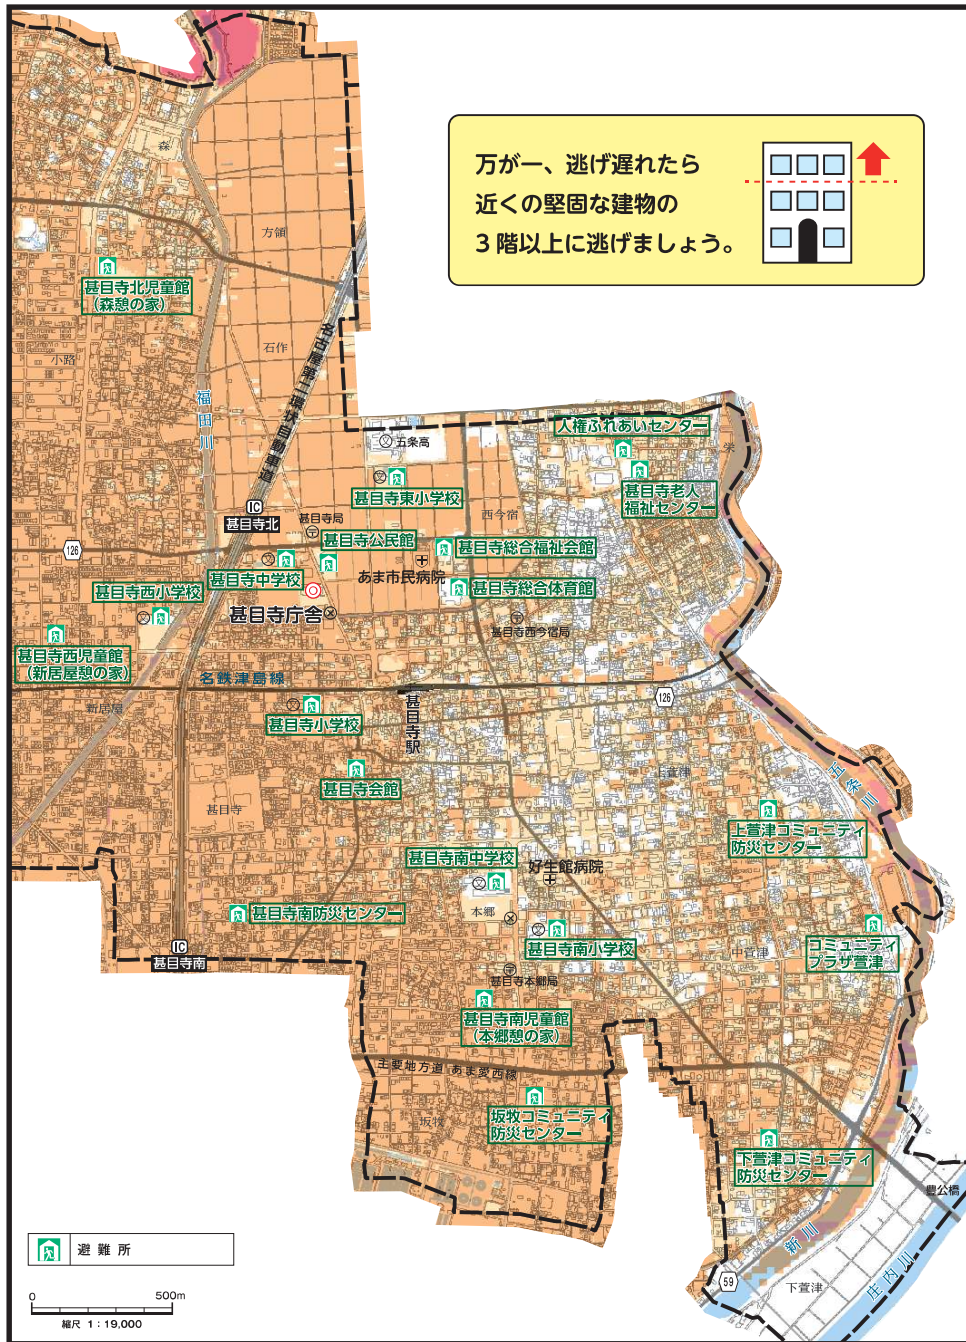 万が一、逃げ遅れたら
近くの堅固な建物の
3階以上に逃げましょう。
森
方領
甚目寺北児童館
(森憩の家)
石作
小路
名古屋第二環状自動車道
福田川
人権ふれあいセンター
栄
五条高
甚目寺東小学校
甚目寺老人
福祉センター
西今宿
IC
甚目寺北
甚目寺局
甚目寺公民館
甚目寺総合福祉会館
126
甚目寺中学校
あま市民病院
甚目寺総合体育館
甚目寺西小学校
甚目寺庁舎
甚目寺西今宿局
甚目寺西児童館
(新居屋憩の家)
名鉄津島線
126
新居屋
甚目寺駅
甚目寺小学校
上萱津
五条川
甚目寺会館
甚目寺
上萱津コミュニティ
防災センター
甚目寺南中学校
好生館病院
甚目寺南防災センター
本郷
甚目寺南小学校
コミュニティ
プラザ萱津
中萱津
IC
甚目寺南
甚目寺本郷局
甚目寺南児童館
(本郷憩の家)
主要地方道 あま愛西線
坂牧コミュニティ
防災センター
坂牧
下萱津コミュニティ
防災センター
豊公橋
新川
庄内川
59
下萱津
避難所
0 500m
縮尺 1:19,000